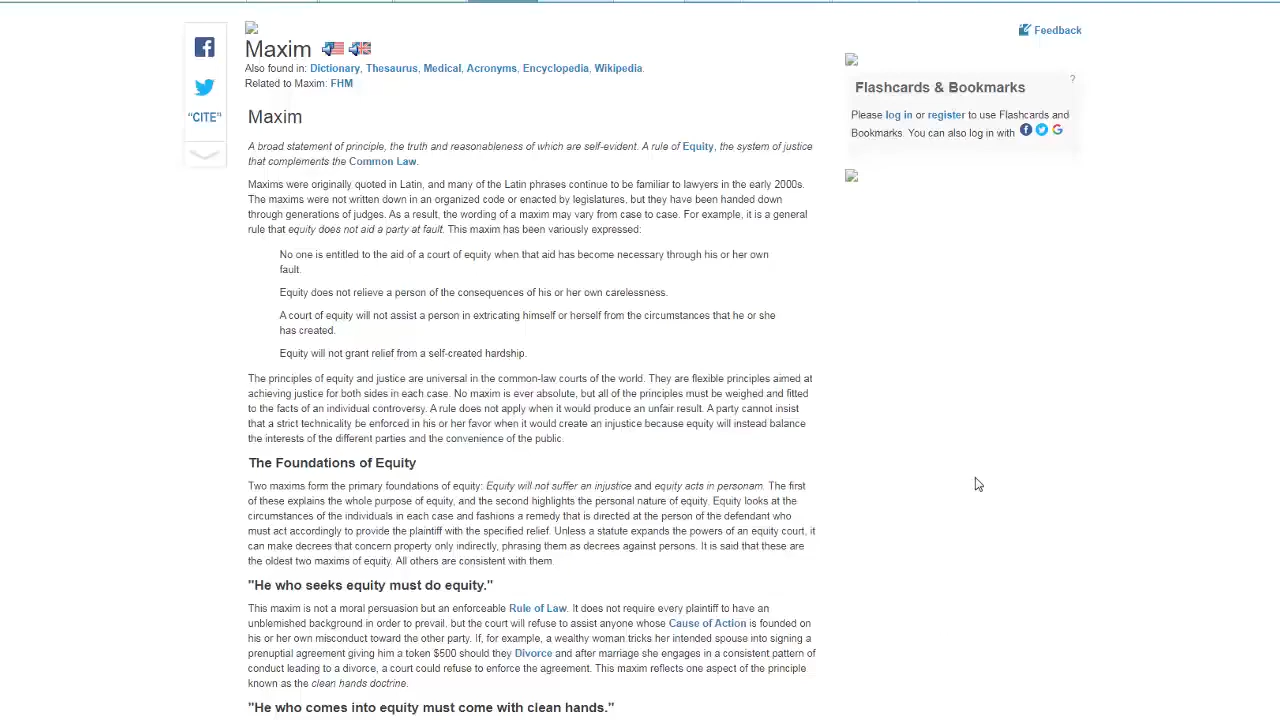 Feedback
Maxim
Also found in: Dictionary, Thesaurus, Medical, Acronyms, Encyclopedia, Wikipedia.
Related to Maxim: FHM
"CITE"
Flashcards & Bookmarks
?
Please log in or register to use Flashcards and
Bookmarks. You can also log in with
Maxim
A broad statement of principle, the truth and reasonableness of which are self-evident. A rule of Equity, the system of justice
that complements the Common Law.
Maxims were originally quoted in Latin, and many of the Latin phrases continue to be familiar to lawyers in the early 2000s.
The maxims were not written down in an organized code or enacted by legislatures, but they have been handed down
through generations of judges. As a result, the wording of a maxim may vary from case to case. For example, it is a general
rule that equity does not aid a party at fault. This maxim has been variously expressed:
No one is entitled to the aid of a court of equity when that aid has become necessary through his or her own
fault.
Equity does not relieve a person of the consequences of his or her own carelessness.
A court of equity will not assist a person in extricating himself or herself from the circumstances that he or she
has created.
Equity will not grant relief from a self-created hardship.
The principles of equity and justice are universal in the common-law courts of the world. They are flexible principles aimed at
achieving justice for both sides in each case. No maxim is ever absolute, but all of the principles must be weighed and fitted
to the facts of an individual controversy. A rule does not apply when it would produce an unfair result. A party cannot insist
that a strict technicality be enforced in his or her favor when it would create an injustice because equity will instead balance
the interests of the different parties and the convenience of the public.
The Foundations of Equity
Two maxims form the primary foundations of equity: Equity will not suffer an injustice and equity acts in personam. The first
of these explains the whole purpose of equity, and the second highlights the personal nature of equity. Equity looks at the
circumstances of the individuals in each case and fashions a remedy that is directed at the person of the defendant who
must act accordingly to provide the plaintiff with the specified relief. Unless a statute expands the powers of an equity court, it
can make decrees that concern property only indirectly, phrasing them as decrees against persons. It is said that these are
the oldest two maxims of equity. All others are consistent with them.
"He who seeks equity must do equity."
This maxim is not a moral persuasion but an enforceable Rule of Law. It does not require every plaintiff to have an
unblemished background in order to prevail, but the court will refuse to assist anyone whose Cause of Action is founded on
his or her own misconduct toward the other party. If, for example, a wealthy woman tricks her intended spouse into signing a
prenuptial agreement giving him a token $500 should they Divorce and after marriage she engages in a consistent pattern of
conduct leading to a divorce, a court could refuse to enforce the agreement. This maxim reflects one aspect of the principle
known as the clean hands doctrine.
"He who comes into equity must come with clean hands."